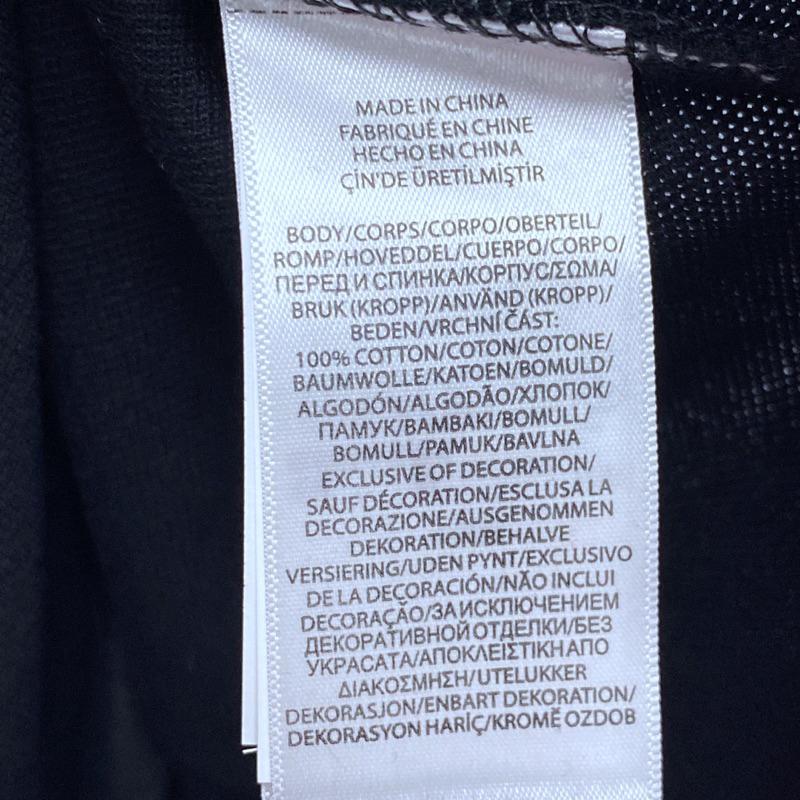 MADE IN CHINA
FABRIQUÉ EN CHINE
HECHO EN CHINA
ÇİN'DE ÜRETİLMİŞTİR
BODY/CORPS/CORPO/OBERTEIL/
ROMP/HOVEDDEL/CUERPO/CORPO/
ПЕРЕД И СПИНКА/КОРПУС/ΣΩΜΑ/
BRUK (KROPP)/ANVÄND (KROPP)/
BEDEN/VRCHNÍ ČÁST:
100% COTTON/COTON/COTONE/
BAUMWOLLE/KATOEN/BOMULD/
ALGODÓN/ALGODÃO/ХЛОПОК/
ПАМУК/ΒΑΜΒΑΚΙ/BOMULL/
BOMULL/PAMUK/BAVLNA
EXCLUSIVE OF DECORATION/
SAUF DÉCORATION/ESCLUSA LA
DECORAZIONE/AUSGENOMMEN
DEKORATION/BEHALVE
VERSIERING/UDEN PYNT/EXCLUSIVO
DE LA DECORACIÓN/NÃO INCLUI
DECORAÇÃO/ЗА ИСКЛЮЧЕНИЕМ
ДЕКОРАТИВНОЙ ОТДЕЛКИ/БЕЗ
УКРАСАТА/ΑΠΟΚΛΕΙΣΤΙΚΗ ΑΠΟ
ΔΙΑΚΟΣΜΗΣΗ/UTELUKKER
DEKORASJON/ENBART DEKORATION/
DEKORASYON HARİÇ/KROMĚ OZDOB